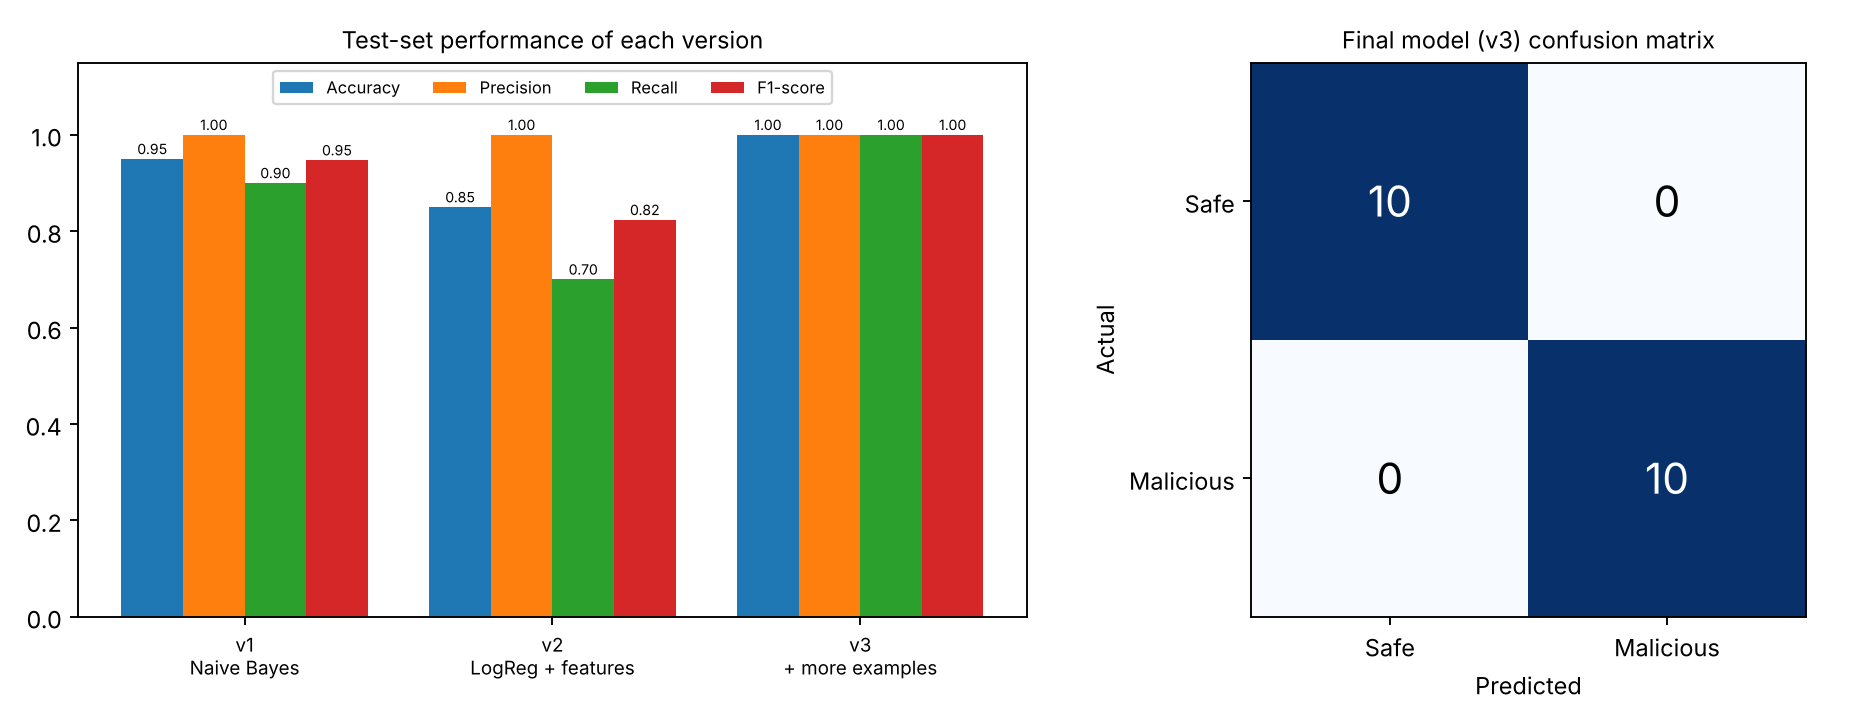 Test-set performance of each version
Accuracy Precision Recall F1-score
1.0
0.8
0.6
0.4
0.2
0.0
0.95 1.00 0.90 0.95
0.85 1.00 0.70 0.82
1.00 1.00 1.00 1.00
v1
Naive Bayes
v2
LogReg + features
v3
+ more examples
Final model (v3) confusion matrix
Actual
Safe
10 0
Malicious
0 10
Safe Malicious
Predicted